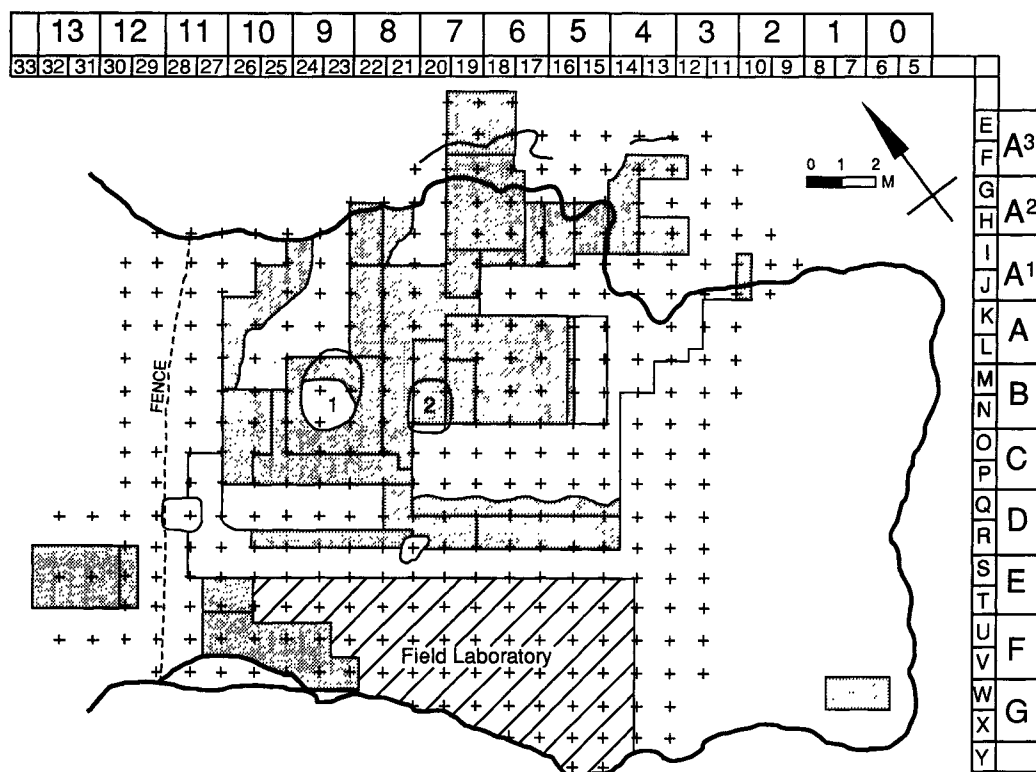 13 12 11 10 9 8 7 6 5 4 3 2 1 0
33 32 31 30 29 28 27 26 25 24 23 22 21 20 19 18 17 16 15 14 13 12 11 10 9 8 7 6 5
E
F
A³
0 1 2 M
G
H
A²
I
J
A¹
K
L
A
FENCE
1
2
M
N
B
O
P
C
Q
R
D
S
T
E
U
V
F
Field Laboratory
W
X
G
Y